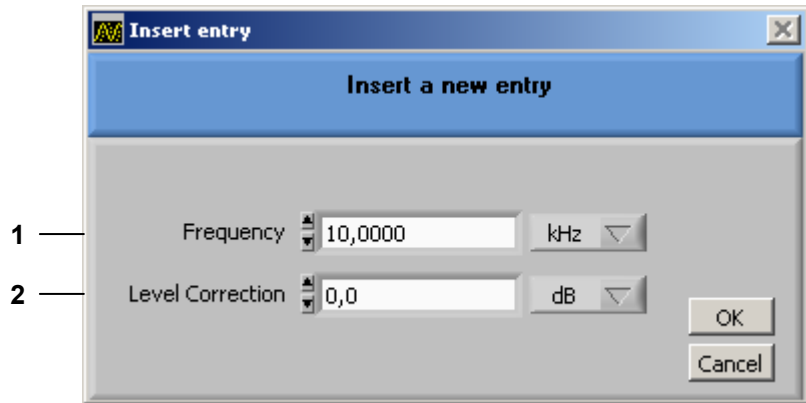 Insert entry
Insert a new entry
1 Frequency 10,0000 kHz
2 Level Correction 0,0 dB
OK
Cancel